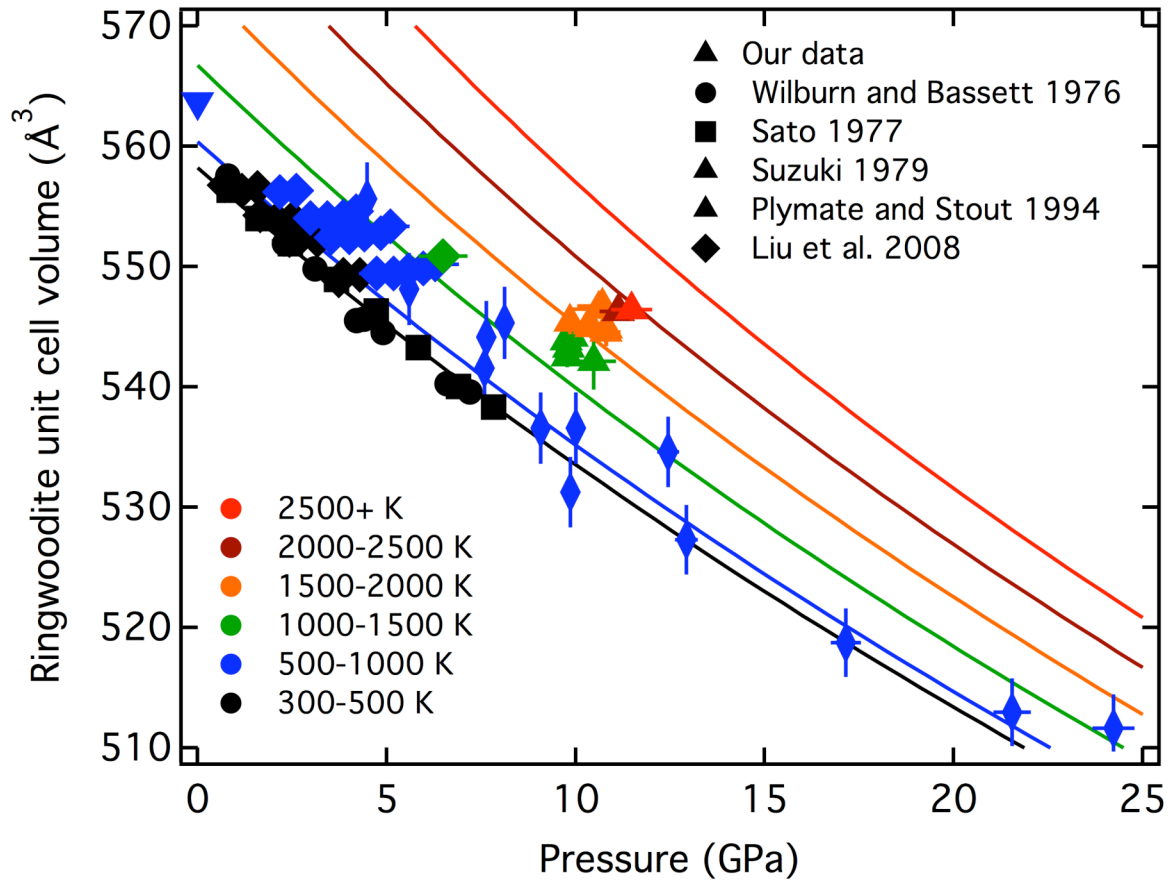 570
560
550
540
530
520
510
Ringwoodite unit cell volume (Å³)
Our data
Wilburn and Bassett 1976
Sato 1977
Suzuki 1979
Plymate and Stout 1994
Liu et al. 2008
2500+ K
2000-2500 K
1500-2000 K
1000-1500 K
500-1000 K
300-500 K
0
5
10
15
20
25
Pressure (GPa)